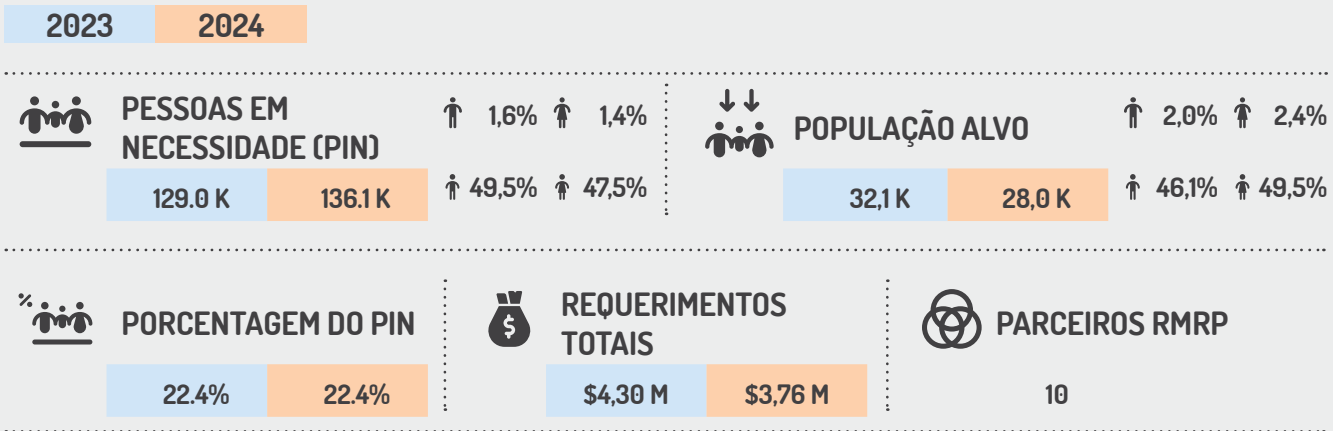 2023 2024
PESSOAS EM
NECESSIDADE (PIN)
129.0 K 136.1 K
1,6% 1,4%
49,5% 47,5%
POPULAÇÃO ALVO
32,1 K 28,0 K
2,0% 2,4%
46,1% 49,5%
%
PORCENTAGEM DO PIN
22.4% 22.4%
$
REQUERIMENTOS
TOTAIS
$4,30 M $3,76 M
PARCEIROS RMRP
10